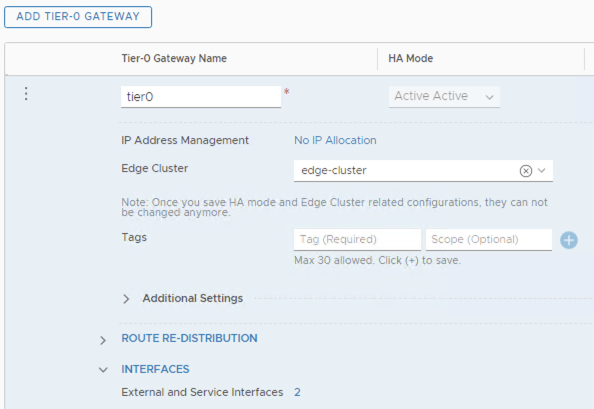 ADD TIER-0 GATEWAY
Tier-0 Gateway Name HA Mode
tier0 * Active Active
IP Address Management No IP Allocation
Edge Cluster edge-cluster
Note: Once you save HA mode and Edge Cluster related configurations, they can not
be changed anymore.
Tags Tag (Required) Scope (Optional)
Max 30 allowed. Click (+) to save.
Additional Settings
ROUTE RE-DISTRIBUTION
INTERFACES
External and Service Interfaces 2